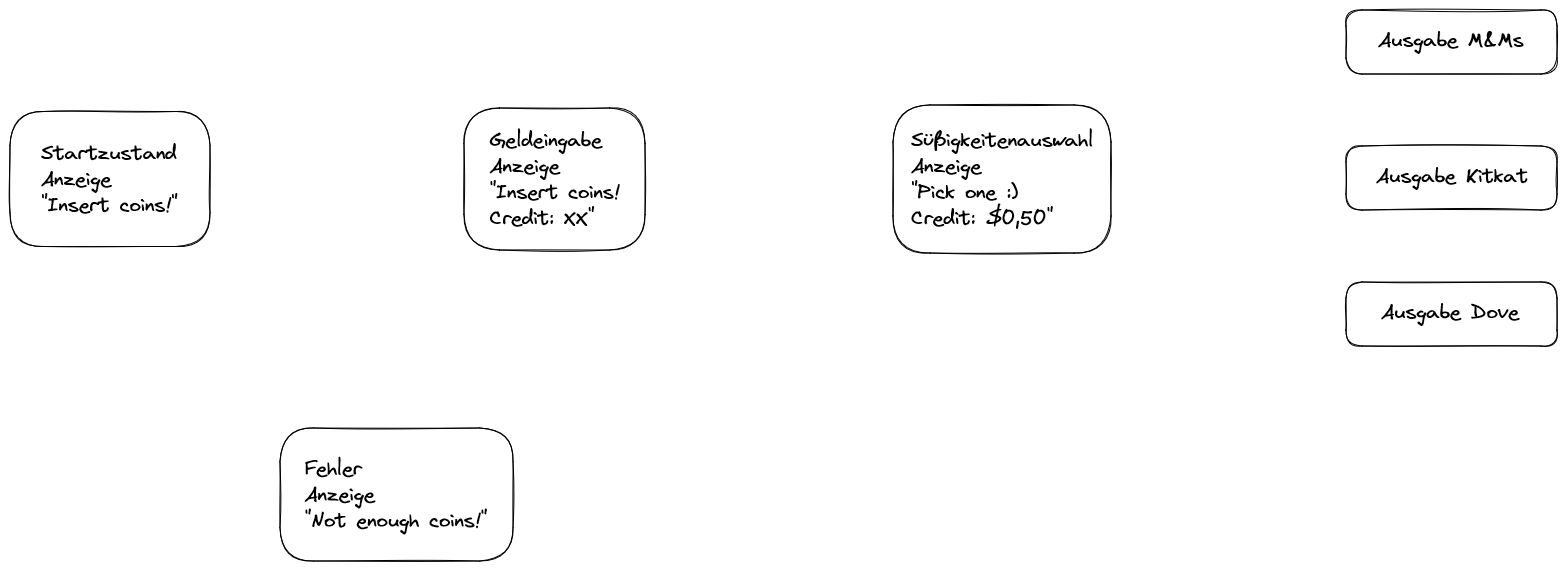 Ausgabe M&Ms
Startzustand
Anzeige
"Insert coins!"
Geldeingabe
Anzeige
"Insert coins!
Credit: xx"
Süßigkeitenauswahl
Anzeige
"Pick one :)
Credit: $0,50"
Ausgabe Kitkat
Ausgabe Dove
Fehler
Anzeige
"Not enough coins!"